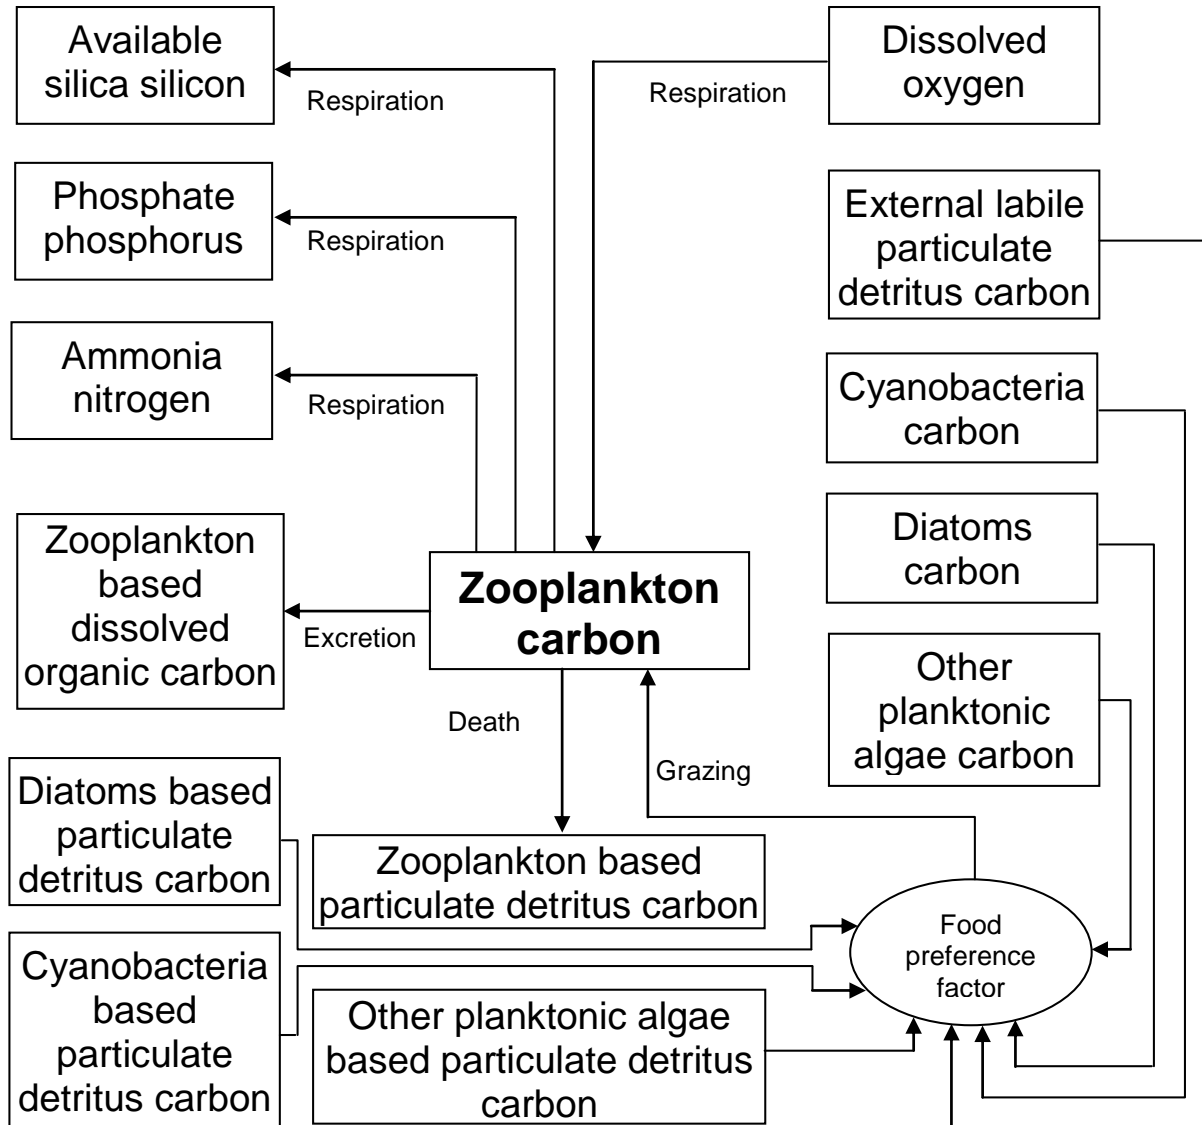 Available
silica silicon
Respiration
Respiration
Dissolved
oxygen
Phosphate
phosphorus
Respiration
External labile
particulate
detritus carbon
Ammonia
nitrogen
Respiration
Cyanobacteria
carbon
Diatoms
carbon
Zooplankton
based
dissolved
organic carbon
Excretion
Zooplankton
carbon
Other
planktonic
algae carbon
Death
Grazing
Diatoms based
particulate
detritus carbon
Zooplankton based
particulate detritus carbon
Food
preference
factor
Cyanobacteria
based
particulate
detritus carbon
Other planktonic algae
based particulate detritus
carbon